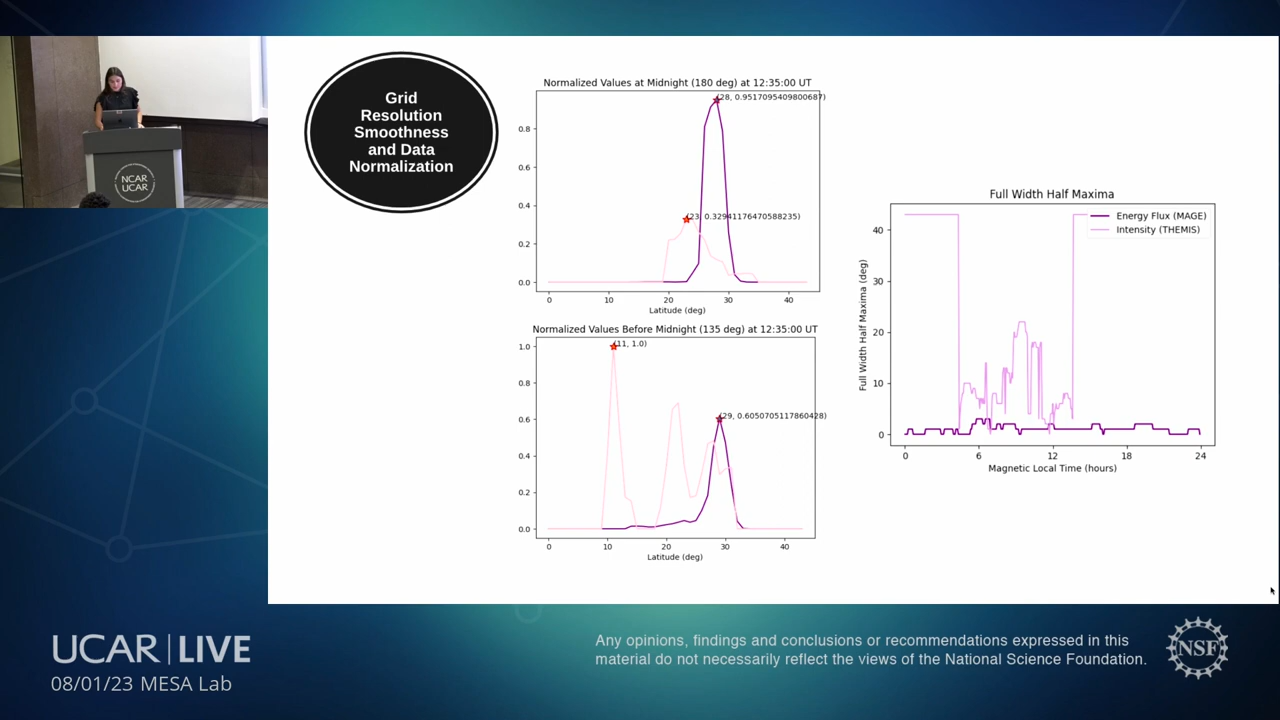 Grid
Resolution
Smoothness
and Data
Normalization
Normalized Values at Midnight (180 deg) at 12:35:00 UT
(28, 0.9517095409800687)
(23, 0.32941176470588235)
0.8
0.6
0.4
0.2
0.0
0 10 20 30 40
Latitude (deg)
Normalized Values Before Midnight (135 deg) at 12:35:00 UT
(11, 1.0)
(29, 0.6050705117860428)
1.0
0.8
0.6
0.4
0.2
0.0
0 10 20 30 40
Latitude (deg)
Full Width Half Maxima
Energy Flux (MAGE)
Intensity (THEMIS)
Full Width Half Maxima (deg)
40
30
20
10
0
0 6 12 18 24
Magnetic Local Time (hours)
NCAR
UCAR
UCAR | LIVE
08/01/23 MESA Lab
Any opinions, findings and conclusions or recommendations expressed in this
material do not necessarily reflect the views of the National Science Foundation.
NSF